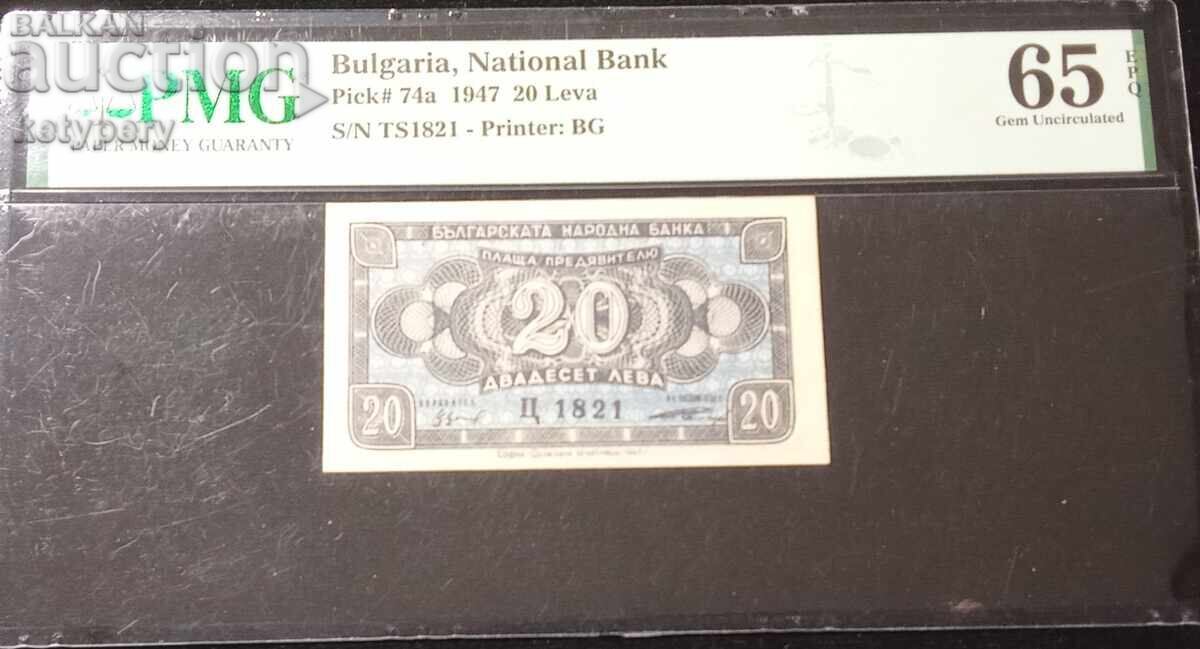 BALKAN
auction
ketypery
PMG
PAPER MONEY GUARANTY
Bulgaria, National Bank
Pick# 74a 1947 20 Leva
S/N TS1821 - Printer: BG
65
EPQ
Gem Uncirculated
БЪЛГАРСКАТА НАРОДНА БАНКА
ПЛАЩА ПРЕДЯВИТЕЛЮ
20
ДВАДЕСЕТ ЛЕВА
20
Ц 1821
20